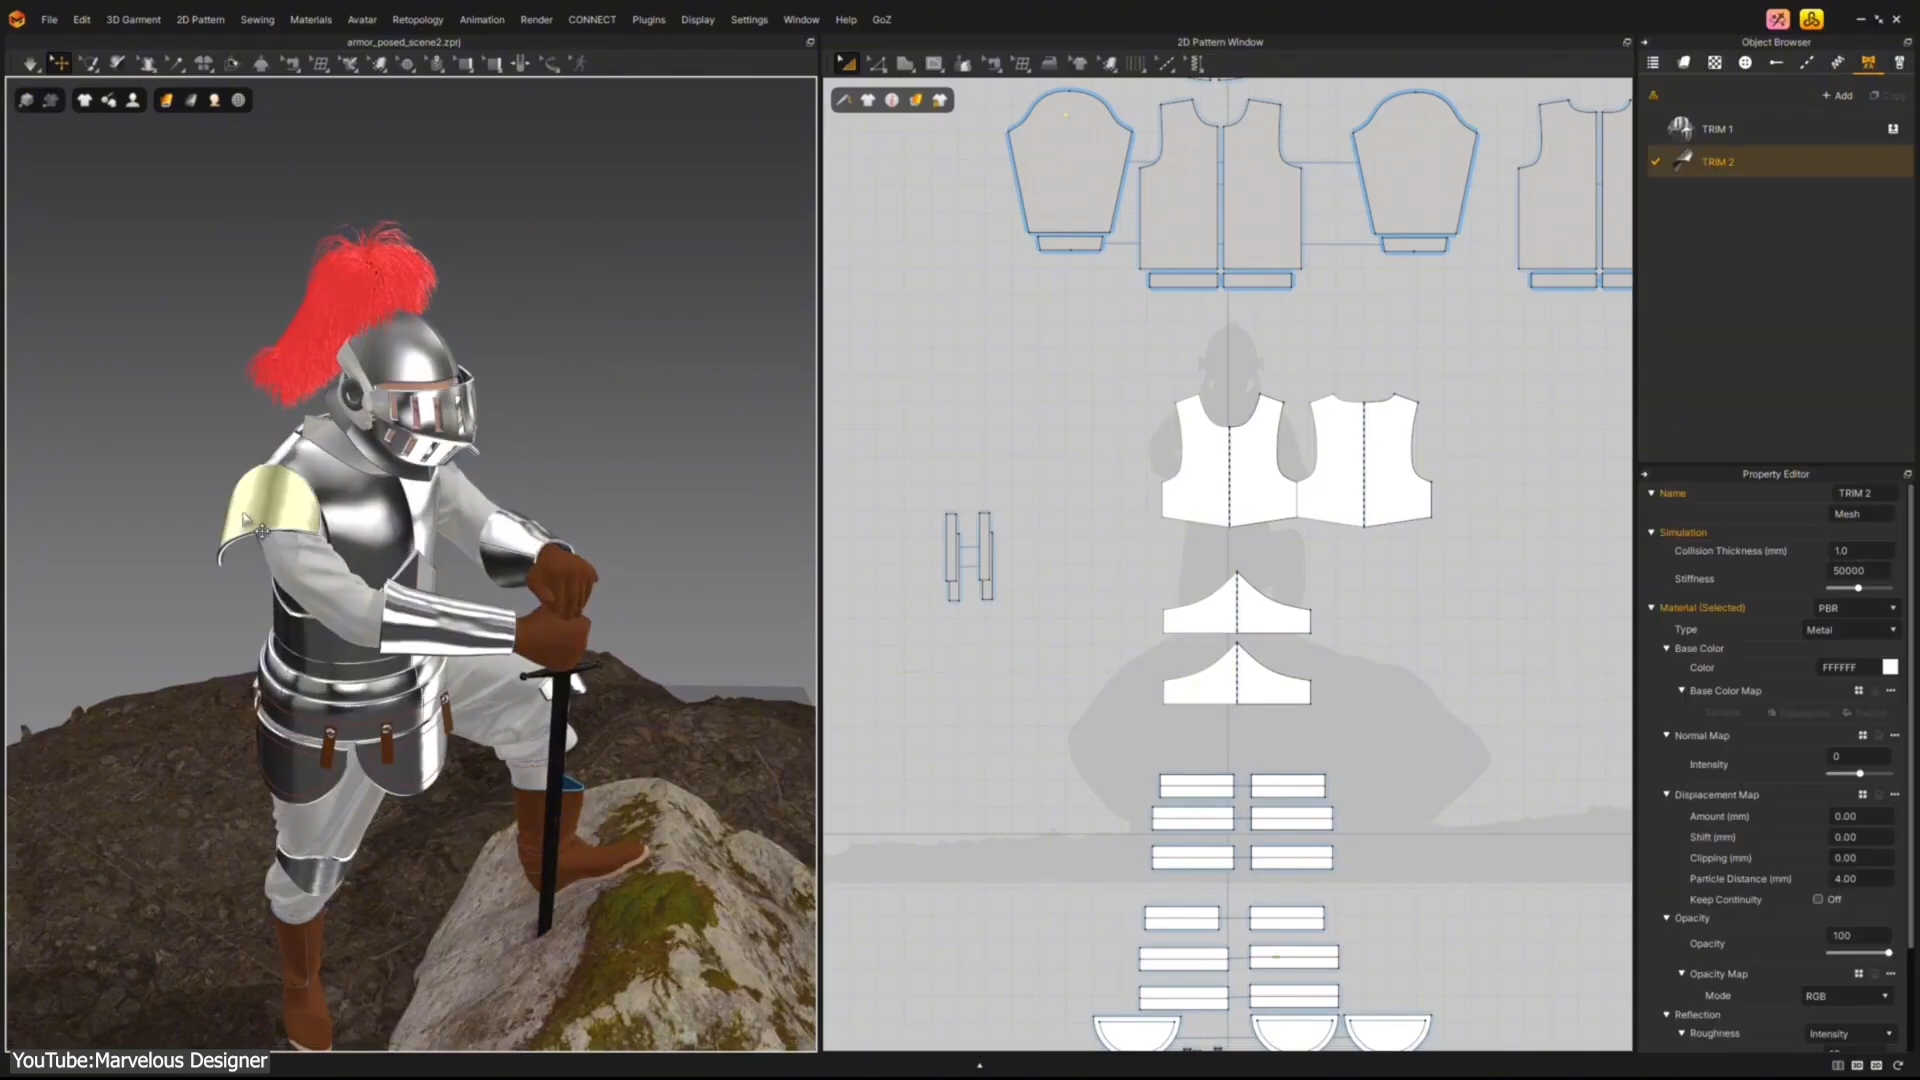 File Edit 3D Garment 2D Pattern Sewing Materials Avatar Retopology Animation Render CONNECT Plugins Display Settings Window Help GoZ
armor_posed_scene2.zprj
2D Pattern Window
Object Browser
+ Add Copy
TRIM 1
TRIM 2
Property Editor
Name TRIM 2
Mesh
Simulation
Collision Thickness (mm) 1.0
Stiffness 50000
Material (Selected) PBR
Type Metal
Base Color
Color FFFFFF
Base Color Map
Normal Map
Intensity 0
Displacement Map
Amount (mm) 0.00
Shift (mm) 0.00
Clipping (mm) 0.00
Particle Distance (mm) 4.00
Keep Continuity Off
Opacity
Opacity 100
Opacity Map
Mode RGB
Reflection
Roughness Intensity
YouTube:Marvelous Designer
3D 2D